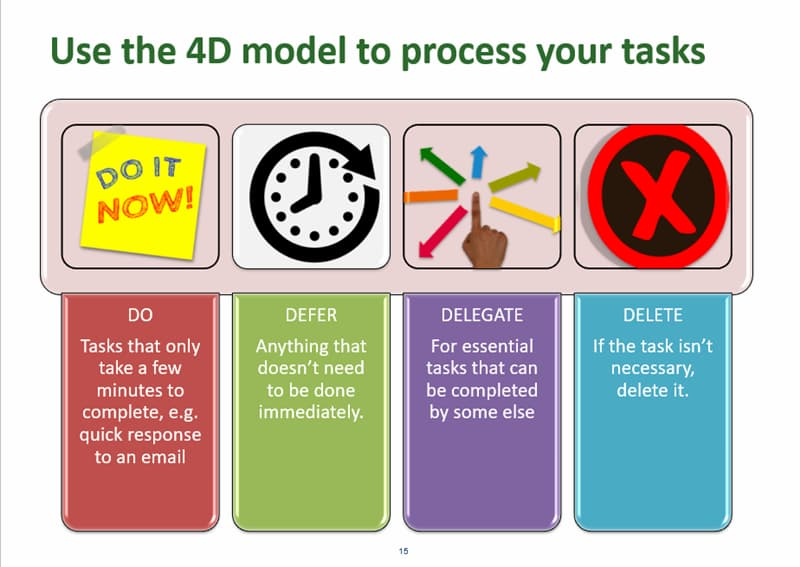 Use the 4D model to process your tasks
DO IT
NOW!
X
DO
Tasks that only
take a few
minutes to
complete, e.g.
quick response
to an email
DEFER
Anything that
doesn't need
to be done
immediately.
DELEGATE
For essential
tasks that can
be completed
by some else
DELETE
If the task isn't
necessary,
delete it.
15